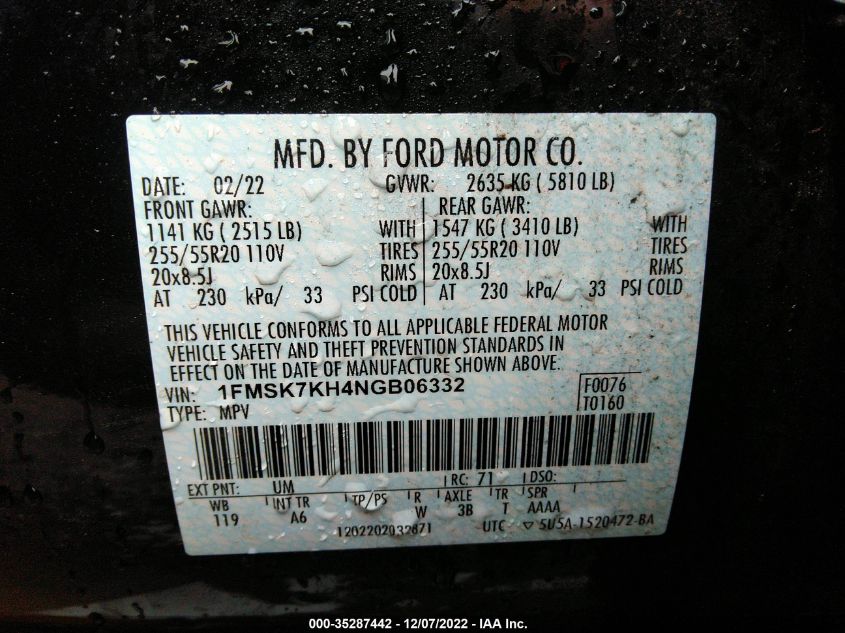 MFD. BY FORD MOTOR CO.
DATE: 02/22 GVWR: 2635 KG ( 5810 LB)
FRONT GAWR: REAR GAWR:
1141 KG ( 2515 LB) WITH 1547 KG ( 3410 LB) WITH
255/55R20 110V TIRES 255/55R20 110V TIRES
20x8.5J RIMS 20x8.5J RIMS
AT 230 kPa/ 33 PSI COLD AT 230 kPa/ 33 PSI COLD
THIS VEHICLE CONFORMS TO ALL APPLICABLE FEDERAL MOTOR
VEHICLE SAFETY AND THEFT PREVENTION STANDARDS IN
EFFECT ON THE DATE OF MANUFACTURE SHOWN ABOVE.
VIN: 1FMSK7KH4NGB06332 F0076
TYPE: MPV T0160
EXT PNT: UM RC: 71 DSO:
WB INT TR TP/PS R AXLE TR SPR
119 A6 W 3B T AAAA
1202202032871 UTC ▽ 5U5A-1520472-BA
000-35287442 - 12/07/2022 - IAA Inc.